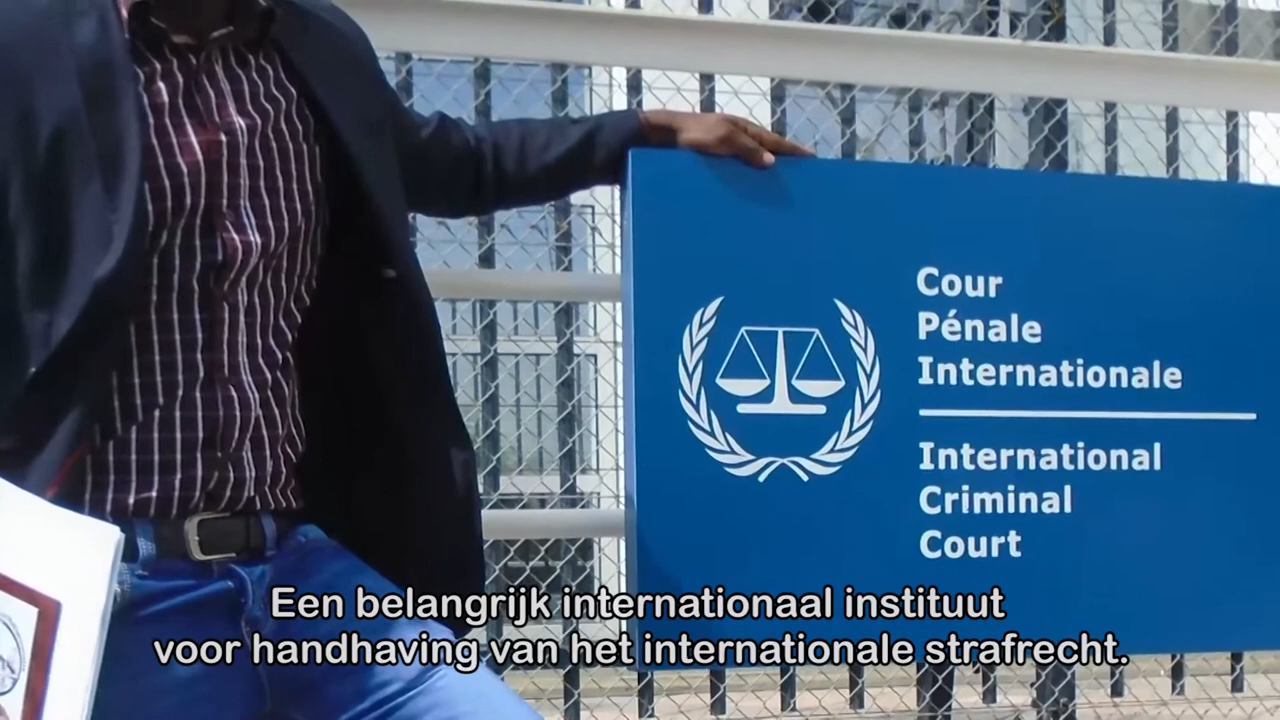 Cour
Pénale
Internationale
International
Criminal
Court
Een belangrijk internationaal instituut
voor handhaving van het internationale strafrecht.